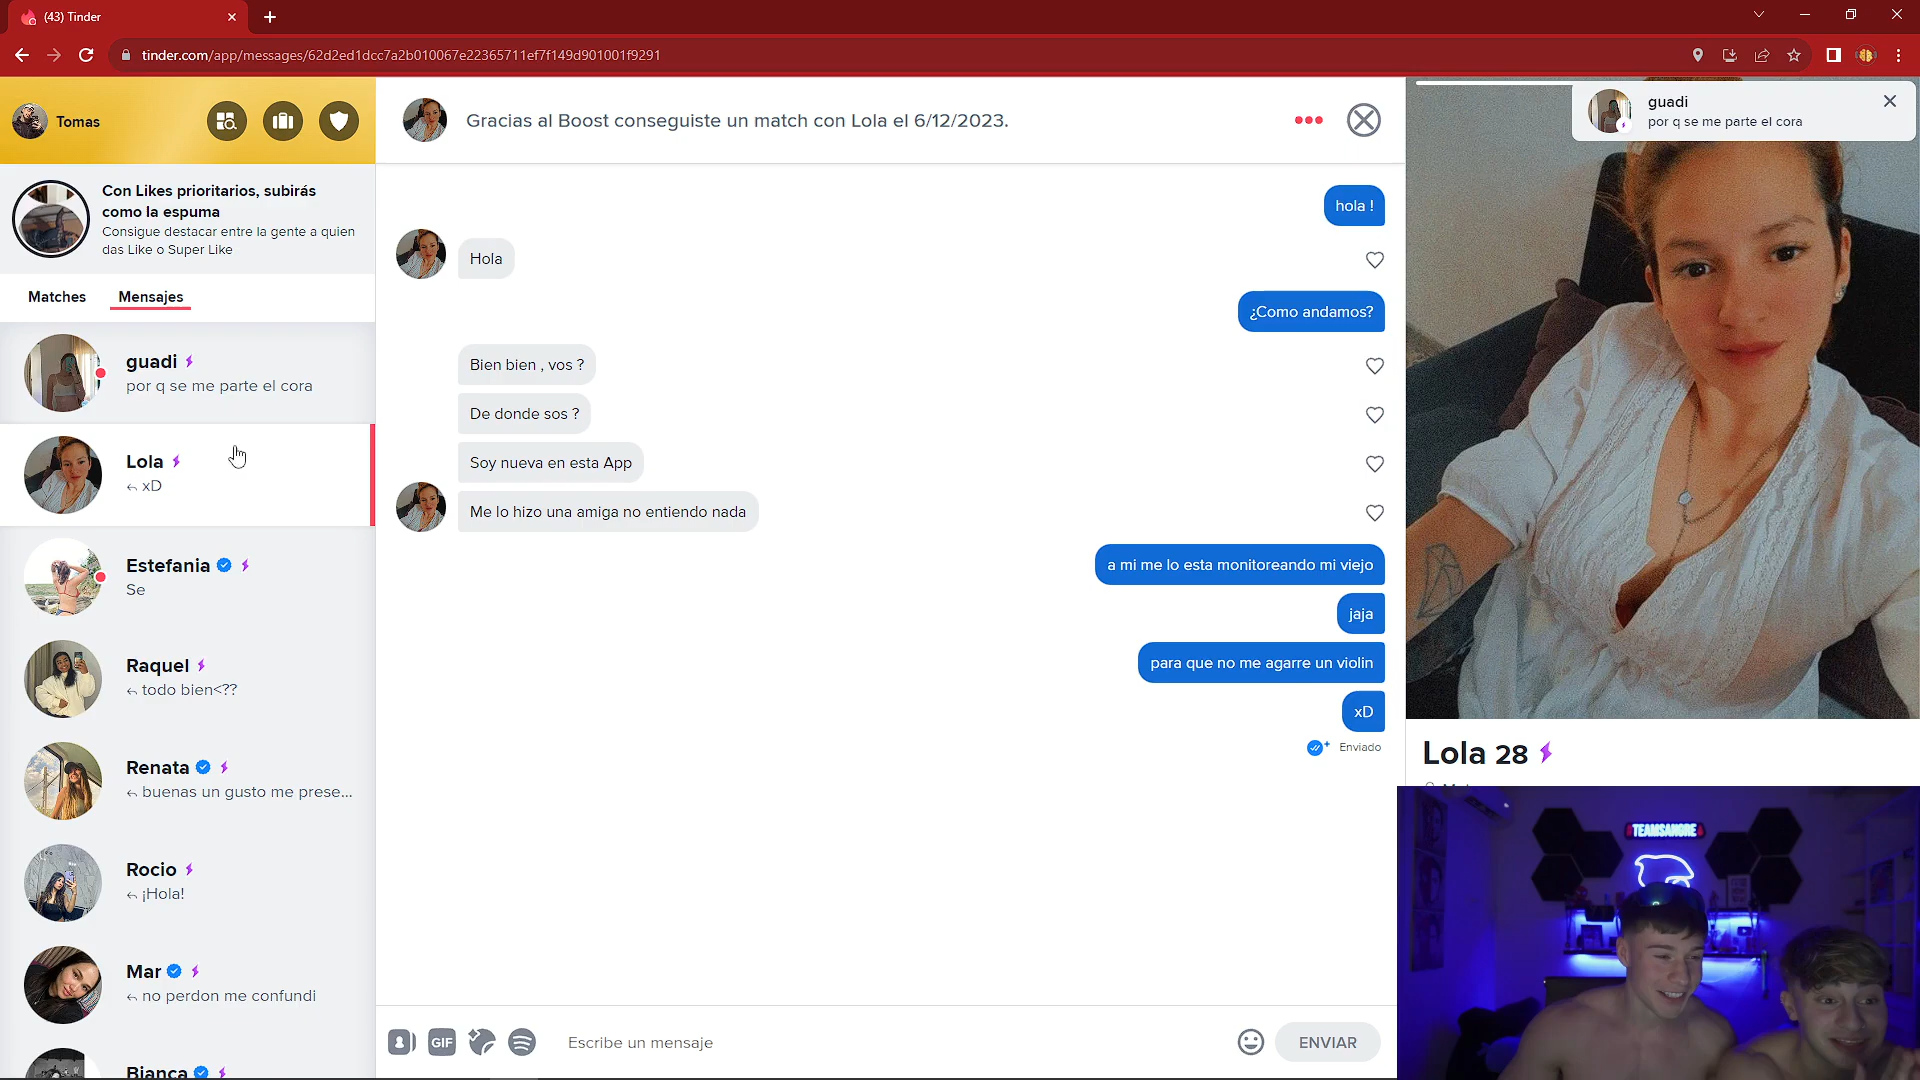 (43) Tinder
tinder.com/app/messages/62d2ed1dcc7a2b010067e22365711ef7f149d901001f9291
Tomas
Con Likes prioritarios, subirás
como la espuma
Consigue destacar entre la gente a quien
das Like o Super Like
Matches
Mensajes
guadi
por q se me parte el cora
Lola
xD
Estefania
Se
Raquel
todo bien<??
Renata
buenas un gusto me prese...
Rocio
¡Hola!
Mar
no perdon me confundi
Bianca
Gracias al Boost conseguiste un match con Lola el 6/12/2023.
hola !
Hola
¿Como andamos?
Bien bien , vos ?
De donde sos ?
Soy nueva en esta App
Me lo hizo una amiga no entiendo nada
a mi me lo esta monitoreando mi viejo
jaja
para que no me agarre un violin
xD
Enviado
GIF
Escribe un mensaje
ENVIAR
guadi
por q se me parte el cora
Lola 28
TEAMSANGRE